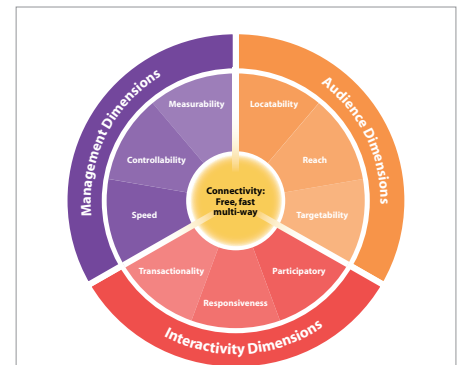 Management Dimensions
Audience Dimensions
Interactivity Dimensions
Measurability
Locatability
Controllability
Reach
Speed
Targetability
Transactionality
Participatory
Responsiveness
Connectivity:
Free, fast
multi-way